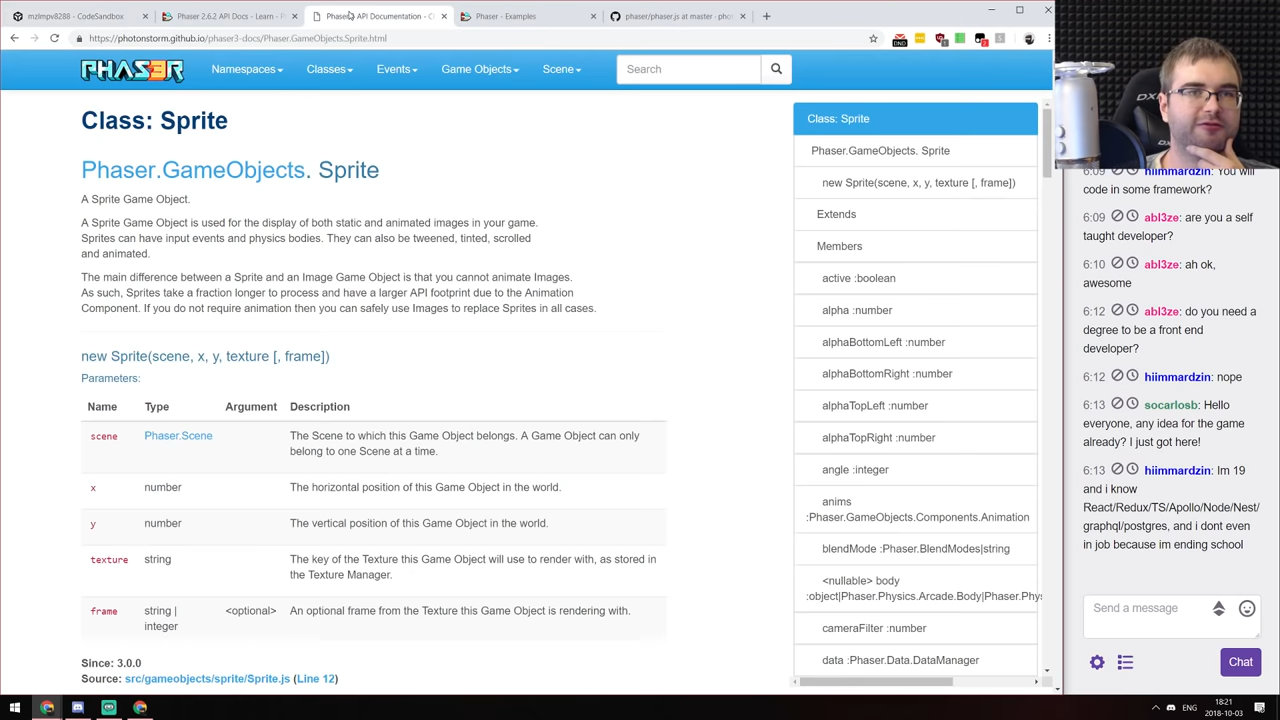 mzlmpv8288 - CodeSandbox
Phaser 2.6.2 API Docs - Learn - P
Phaser 3 API Documentation - C
Phaser - Examples
phaser/phaser.js at master · phot
https://photonstorm.github.io/phaser3-docs/Phaser.GameObjects.Sprite.html
PHASER
Namespaces
Classes
Events
Game Objects
Scene
Search
Class: Sprite
Phaser.GameObjects. Sprite
A Sprite Game Object.
A Sprite Game Object is used for the display of both static and animated images in your game.
Sprites can have input events and physics bodies. They can also be tweened, tinted, scrolled
and animated.
The main difference between a Sprite and an Image Game Object is that you cannot animate Images.
As such, Sprites take a fraction longer to process and have a larger API footprint due to the Animation
Component. If you do not require animation then you can safely use Images to replace Sprites in all cases.
new Sprite(scene, x, y, texture [, frame])
Parameters:
Name Type Argument Description
scene Phaser.Scene The Scene to which this Game Object belongs. A Game Object can only
belong to one Scene at a time.
x number The horizontal position of this Game Object in the world.
y number The vertical position of this Game Object in the world.
texture string The key of the Texture this Game Object will use to render with, as stored in
the Texture Manager.
frame string | <optional> An optional frame from the Texture this Game Object is rendering with.
integer
Since: 3.0.0
Source: src/gameobjects/sprite/Sprite.js (Line 12)
Class: Sprite
Phaser.GameObjects. Sprite
new Sprite(scene, x, y, texture [, frame])
Extends
Members
active :boolean
alpha :number
alphaBottomLeft :number
alphaBottomRight :number
alphaTopLeft :number
alphaTopRight :number
angle :integer
anims
:Phaser.GameObjects.Components.Animation
blendMode :Phaser.BlendModes|string
<nullable> body
:object|Phaser.Physics.Arcade.Body|Phaser.Phy
cameraFilter :number
data :Phaser.Data.DataManager
6:09 hiimmardzin: You will
code in some framework?
6:09 abl3ze: are you a self
taught developer?
6:10 abl3ze: ah ok,
awesome
6:12 abl3ze: do you need a
degree to be a front end
developer?
6:12 hiimmardzin: nope
6:13 socarlosb: Hello
everyone, any idea for the game
already? I just got here!
6:13 hiimmardzin: Im 19
and i know
React/Redux/TS/Apollo/Node/Nest/
graphql/postgres, and i dont even
in job because im ending school
Send a message
Chat
ENG
18:21
2018-10-03